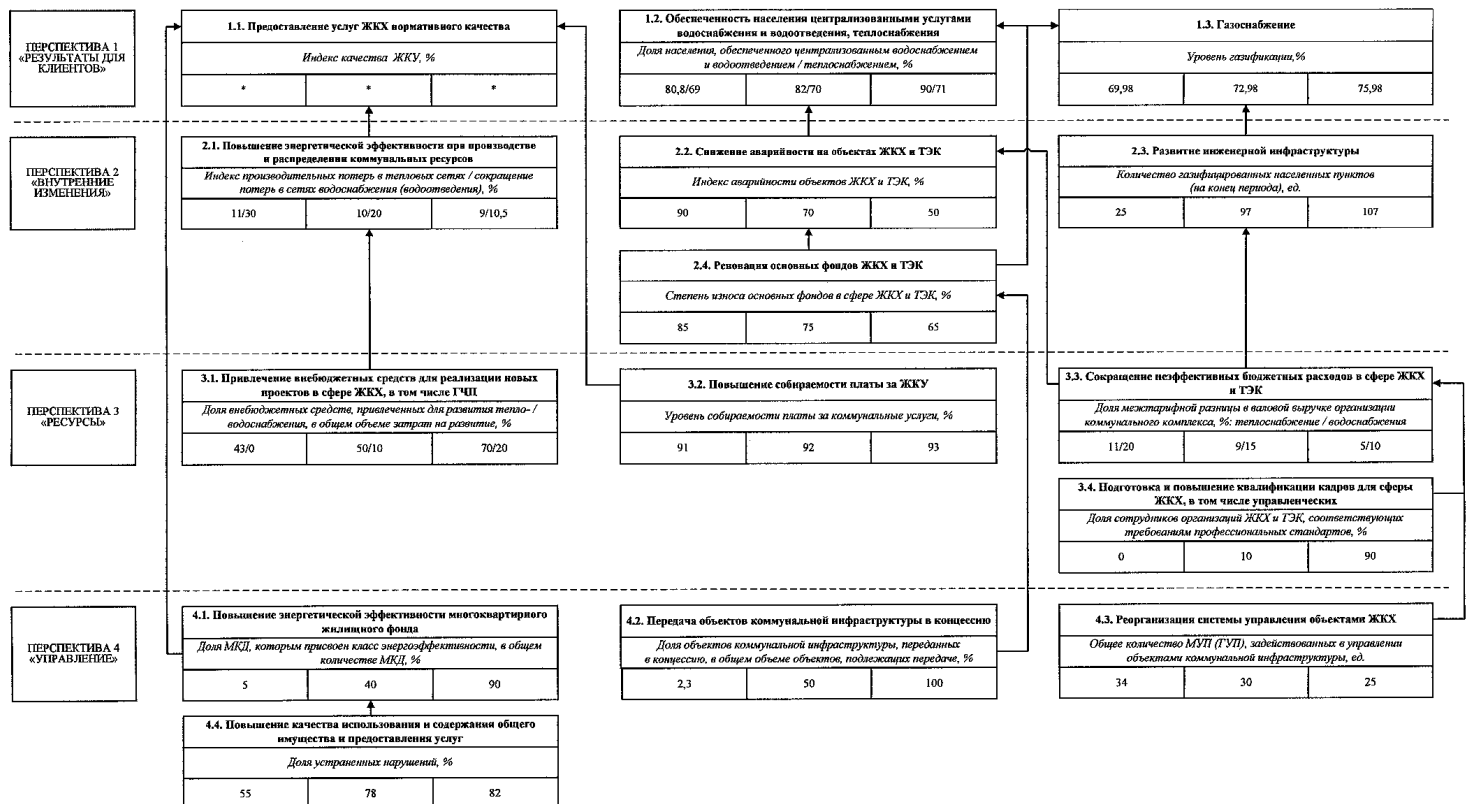 ПЕРСПЕКТИВА 1
«РЕЗУЛЬТАТЫ ДЛЯ
КЛИЕНТОВ»
1.1. Предоставление услуг ЖКХ нормативного качества
Индекс качества ЖКУ, %
* * *
1.2. Обеспеченность населения централизованными услугами
водоснабжения и водоотведения, теплоснабжения
Доля населения, обеспеченного централизованным водоснабжением
и водоотведением / теплоснабжением, %
80,8/69 82/70 90/71
1.3. Газоснабжение
Уровень газификации,%
69,98 72,98 75,98
ПЕРСПЕКТИВА 2
«ВНУТРЕННИЕ
ИЗМЕНЕНИЯ»
2.1. Повышение энергетической эффективности при производстве
и распределении коммунальных ресурсов
Индекс производительных потерь в тепловых сетях / сокращение
потерь в сетях водоснабжения (водоотведения), %
11/30 10/20 9/10,5
2.2. Снижение аварийности на объектах ЖКХ и ТЭК
Индекс аварийности объектов ЖКХ и ТЭК, %
90 70 50
2.3. Развитие инженерной инфраструктуры
Количество газифицированных населенных пунктов
(на конец периода), ед.
25 97 107
2.4. Реновация основных фондов ЖКХ и ТЭК
Степень износа основных фондов в сфере ЖКХ и ТЭК, %
85 75 65
ПЕРСПЕКТИВА 3
«РЕСУРСЫ»
3.1. Привлечение внебюджетных средств для реализации новых
проектов в сфере ЖКХ, в том числе ГЧП
Доля внебюджетных средств, привлеченных для развития тепло- /
водоснабжения, в общем объеме затрат на развитие, %
43/0 50/10 70/20
3.2. Повышение собираемости платы за ЖКУ
Уровень собираемости платы за коммунальные услуги, %
91 92 93
3.3. Сокращение неэффективных бюджетных расходов в сфере ЖКХ
и ТЭК
Доля межтарифной разницы в валовой выручке организации
коммунального комплекса, %: теплоснабжение / водоснабжения
11/20 9/15 5/10
3.4. Подготовка и повышение квалификации кадров для сферы
ЖКХ, в том числе управленческих
Доля сотрудников организаций ЖКХ и ТЭК, соответствующих
требованиям профессиональных стандартов, %
0 10 90
ПЕРСПЕКТИВА 4
«УПРАВЛЕНИЕ»
4.1. Повышение энергетической эффективности многоквартирного
жилищного фонда
Доля МКД, которым присвоен класс энергоэффективности, в общем
количестве МКД, %
5 40 90
4.2. Передача объектов коммунальной инфраструктуры в концессию
Доля объектов коммунальной инфраструктуры, переданных
в концессию, в общем объеме объектов, подлежащих передаче, %
2,3 50 100
4.3. Реорганизация системы управления объектами ЖКХ
Общее количество МУП (ГУП), задействованных в управлении
объектами коммунальной инфраструктуры, ед.
34 30 25
4.4. Повышение качества использования и содержания общего
имущества и предоставления услуг
Доля устраненных нарушений, %
55 78 82